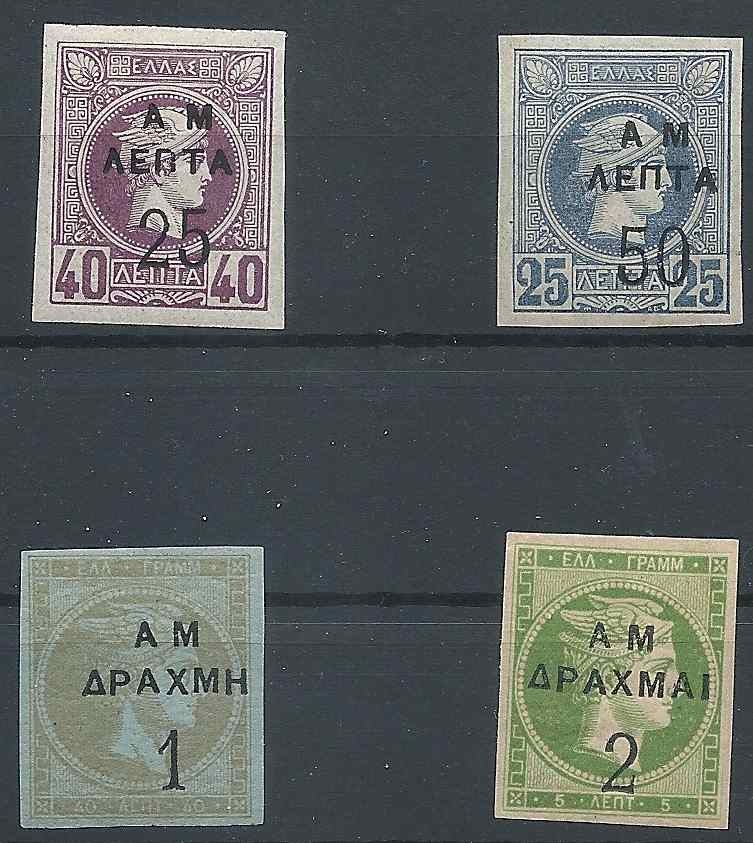 ΕΛΛΑΣ
Α Μ
ΛΕΠΤΑ
25
40 ΛΕΠΤΑ 40
ΕΛΛΑΣ
Α Μ
ΛΕΠΤΑ
50
25 ΛΕΠΤΑ 25
ΕΛΛ ΓΡΑΜΜ
Α Μ
ΔΡΑΧΜΗ
1
40 ΛΕΠΤ 40
ΕΛΛ ΓΡΑΜΜ
Α Μ
ΔΡΑΧΜΑΙ
2
5 ΛΕΠΤ 5